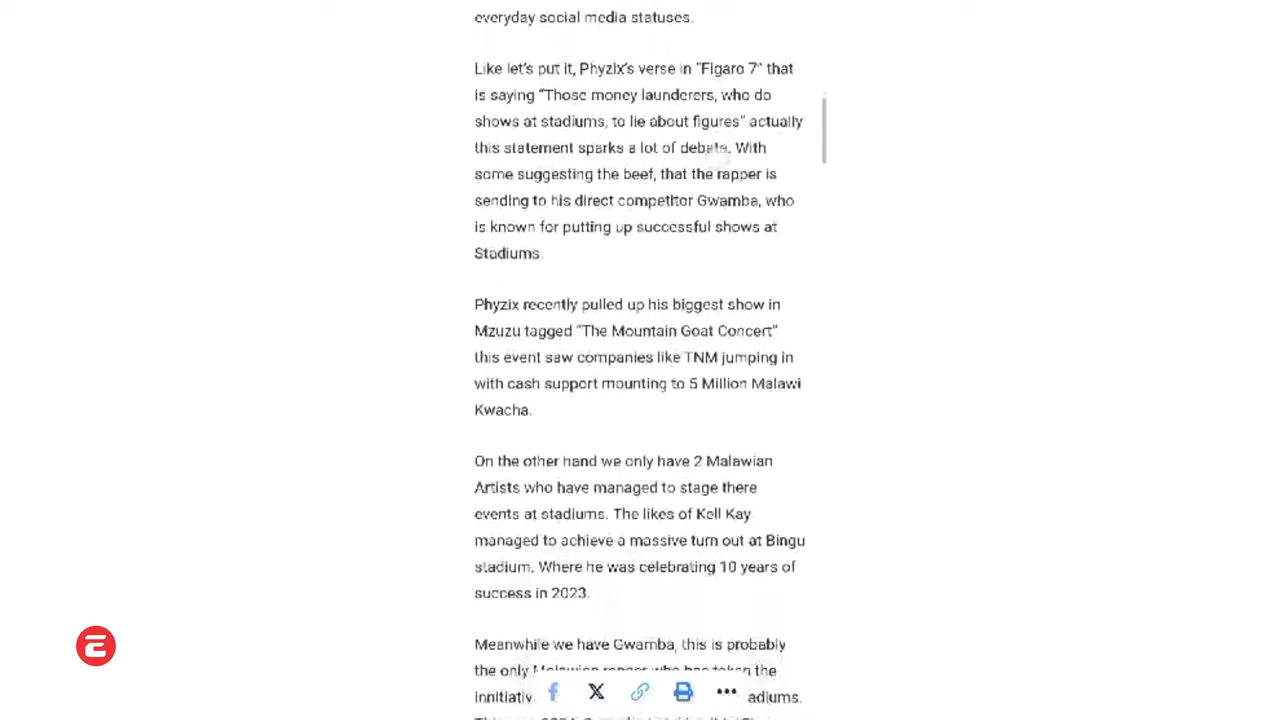 everyday social media statuses.
Like let's put it, Phyzix's verse in "Figaro 7" that
is saying "Those money launderers, who do
shows at stadiums, to lie about figures" actually
this statement sparks a lot of debate. With
some suggesting the beef, that the rapper is
sending to his direct competitor Gwamba, who
is known for putting up successful shows at
Stadiums.
Phyzix recently pulled up his biggest show in
Mzuzu tagged "The Mountain Goat Concert"
this event saw companies like TNM jumping in
with cash support mounting to 5 Million Malawi
Kwacha.
On the other hand we only have 2 Malawian
Artists who have managed to stage there
events at stadiums. The likes of Kell Kay
managed to achieve a massive turn out at Bingu
stadium. Where he was celebrating 10 years of
success in 2023.
Meanwhile we have Gwamba, this is probably
the only Malawian rapper who has taken the
innitiativ adiums.